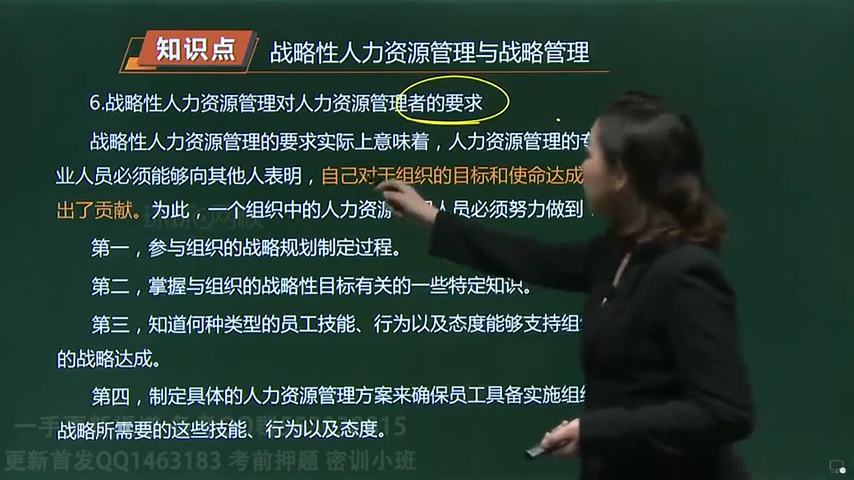 知识点 战略性人力资源管理与战略管理
6.战略性人力资源管理对人力资源管理者的要求
战略性人力资源管理的要求实际上意味着，人力资源管理的专
业人员必须能够向其他人表明，自己对于组织的目标和使命达成
出了贡献。为此，一个组织中的人力资源 人员必须努力做到：
第一，参与组织的战略规划制定过程。
第二，掌握与组织的战略性目标有关的一些特定知识。
第三，知道何种类型的员工技能、行为以及态度能够支持组织
的战略达成。
第四，制定具体的人力资源管理方案来确保员工具备实施组织
战略所需要的这些技能、行为以及态度。
更新首发QQ1463183 考前押题 密训小班